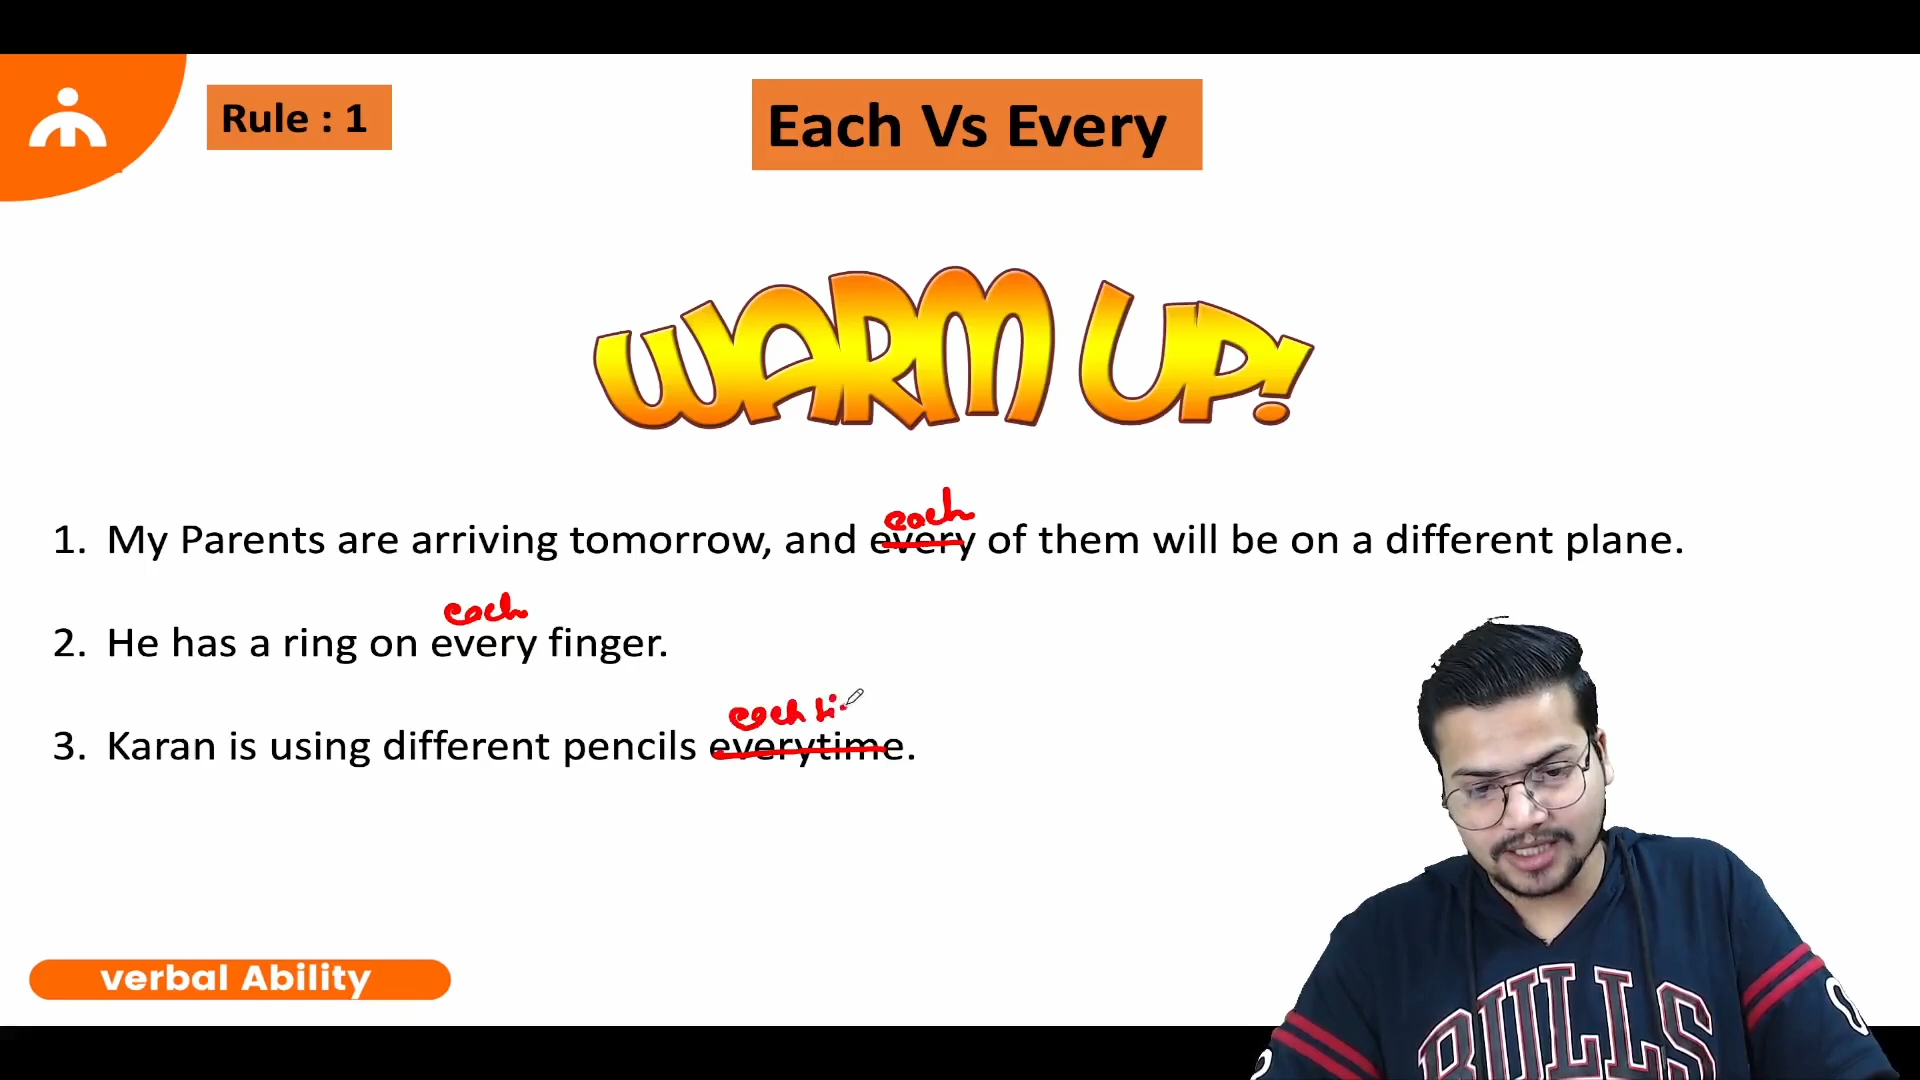 Rule : 1
Each Vs Every
WARM UP!
each
1. My Parents are arriving tomorrow, and every of them will be on a different plane.
each
2. He has a ring on every finger.
each ti
3. Karan is using different pencils everytime.
verbal Ability
BULLS